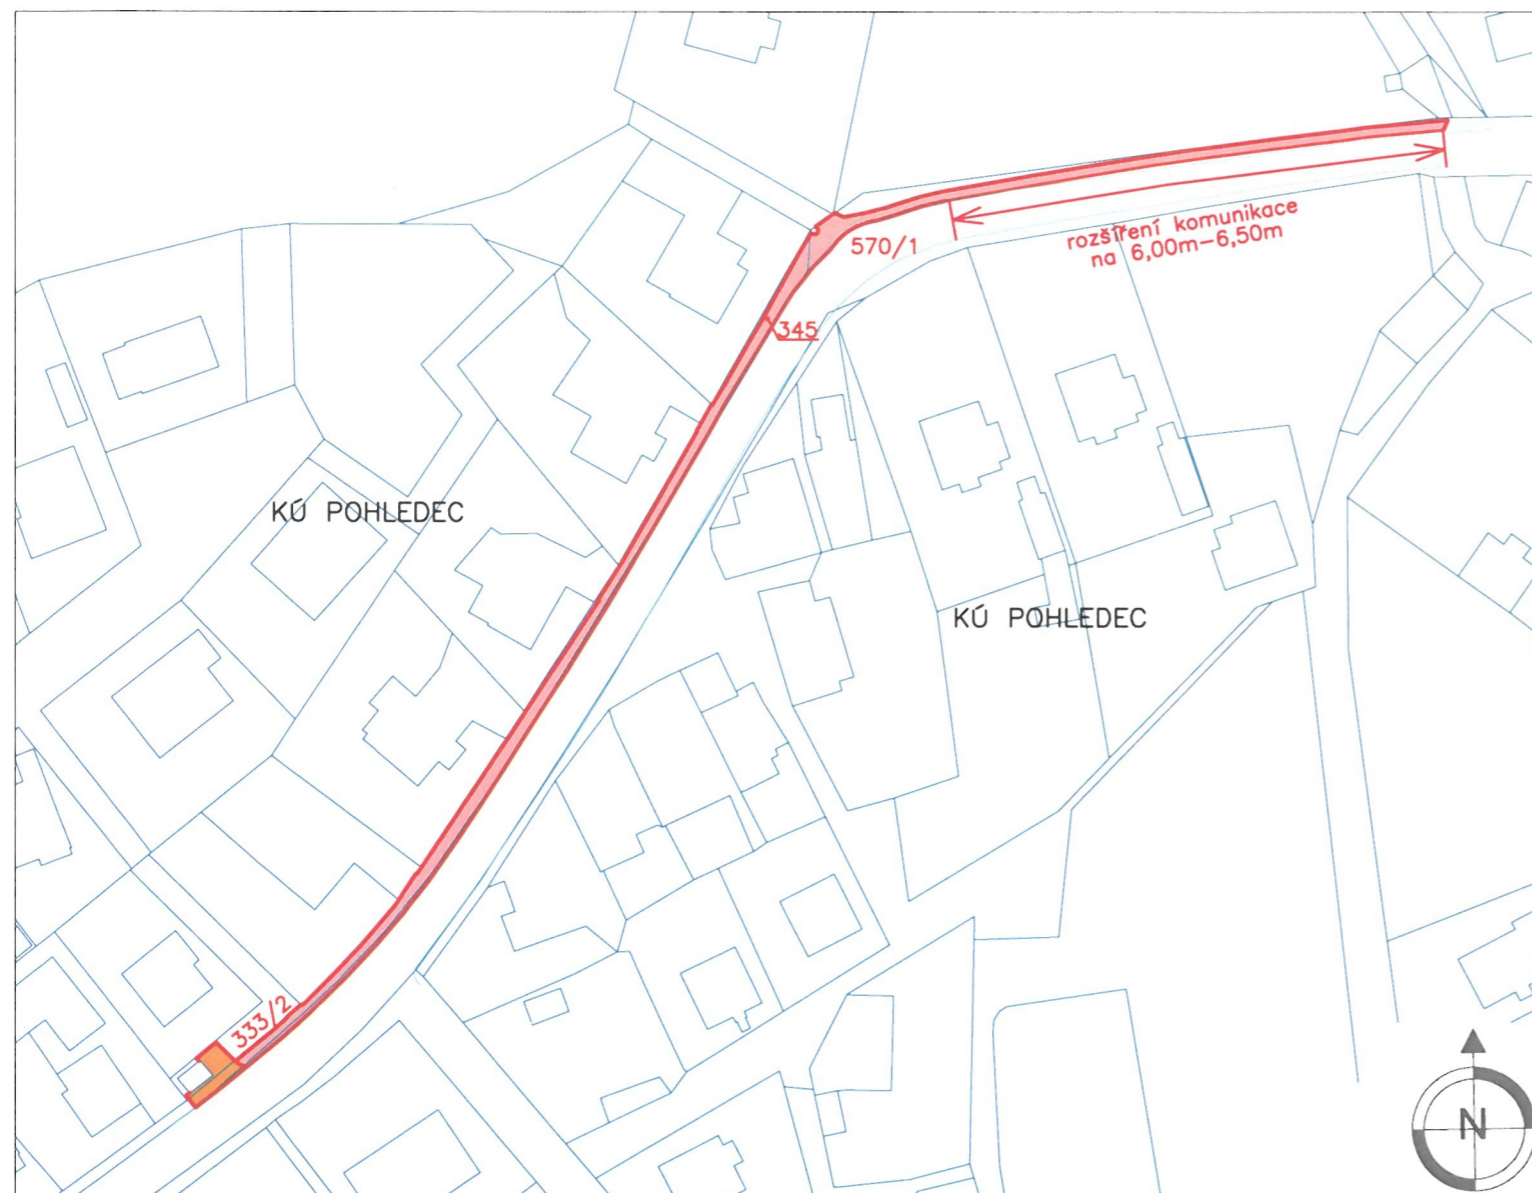 570/1
rozšíření komunikace
na 6,00m–6,50m
345
KÚ POHLEDEC
KÚ POHLEDEC
333/2
N